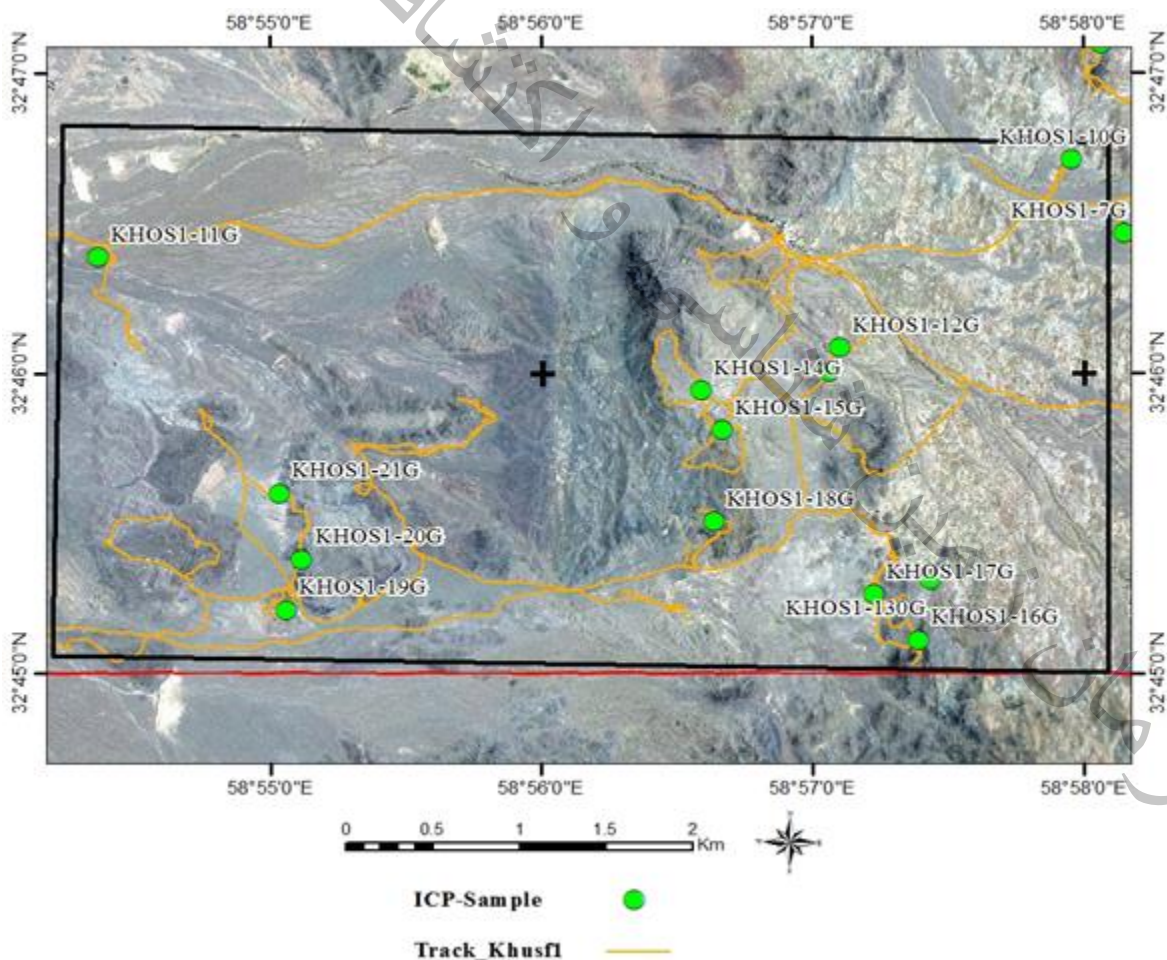 58°55'0"E 58°56'0"E 58°57'0"E 58°58'0"E
32°47'0"N 32°47'0"N
KHOS1-10G
KHOS1-7G
KHOS1-11G
KHOS1-12G
32°46'0"N 32°46'0"N
KHOS1-14G
KHOS1-15G
KHOS1-21G
KHOS1-18G
KHOS1-20G
KHOS1-17G
KHOS1-19G
KHOS1-130G
KHOS1-16G
32°45'0"N 32°45'0"N
58°55'0"E 58°56'0"E 58°57'0"E 58°58'0"E
0 0.5 1 1.5 2
Km
ICP-Sample
Track_Khusf1